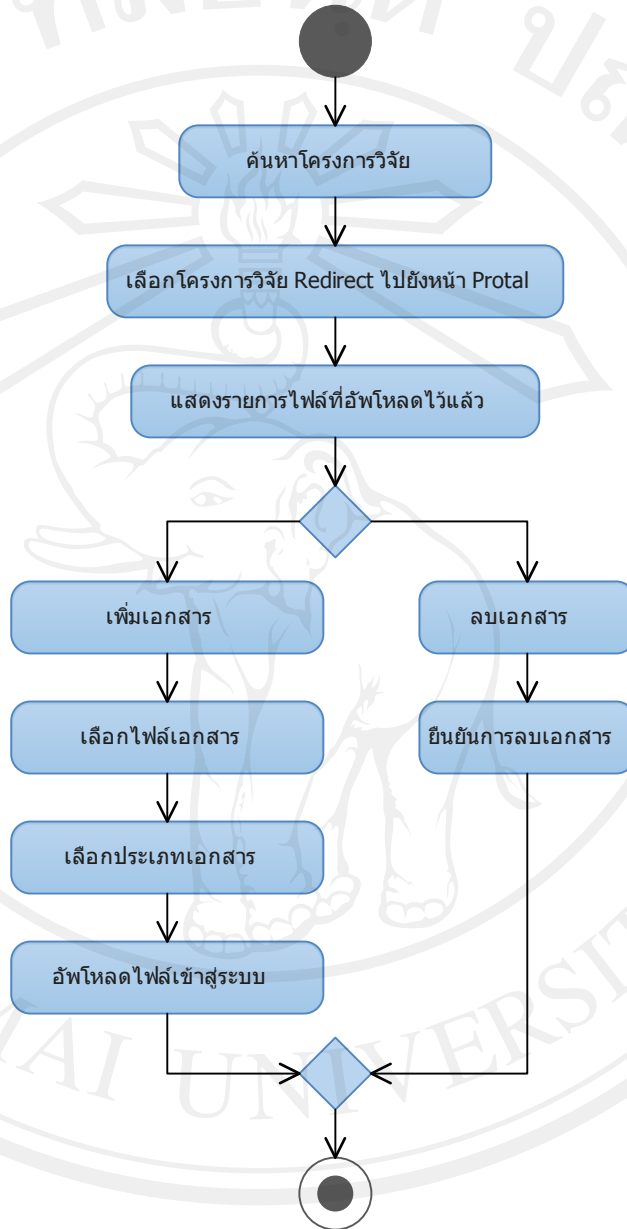 ค้นหาโครงการวิจัย
เลือกโครงการวิจัย Redirect ไปยังหน้า Protal
แสดงรายการไฟล์ที่อัพโหลดไว้แล้ว
เพิ่มเอกสาร
ลบเอกสาร
เลือกไฟล์เอกสาร
ยืนยันการลบเอกสาร
เลือกประเภทเอกสาร
อัพโหลดไฟล์เข้าสู่ระบบ
MAI UNIVERSIT